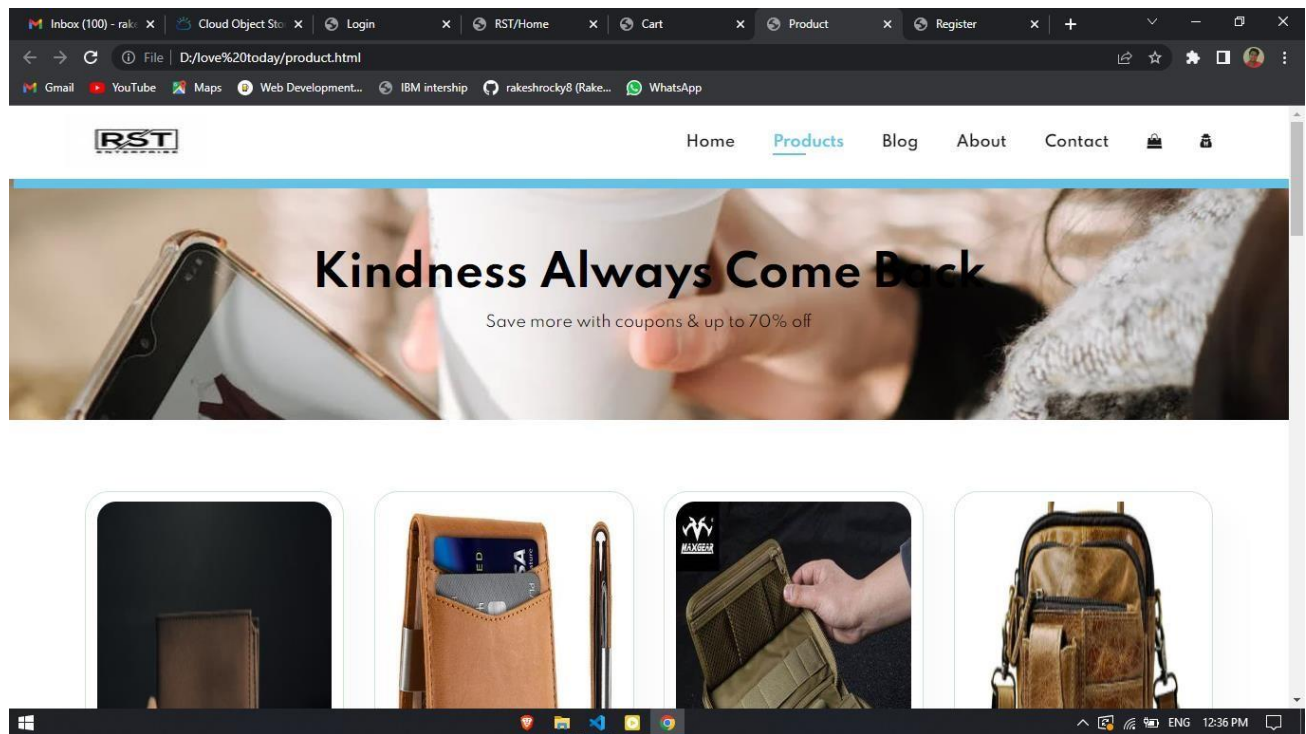 Inbox (100) - rake
Cloud Object Sto
Login
RST/Home
Cart
Product
Register
File
D:/love%20today/product.html
Gmail
YouTube
Maps
Web Development...
IBM intership
rakeshrocky8 (Rake...
WhatsApp
RST
ENTERPRISE
Home
Products
Blog
About
Contact
Kindness Always Come Back
Save more with coupons & up to 70% off
MAXGEAR
ENG
12:36 PM